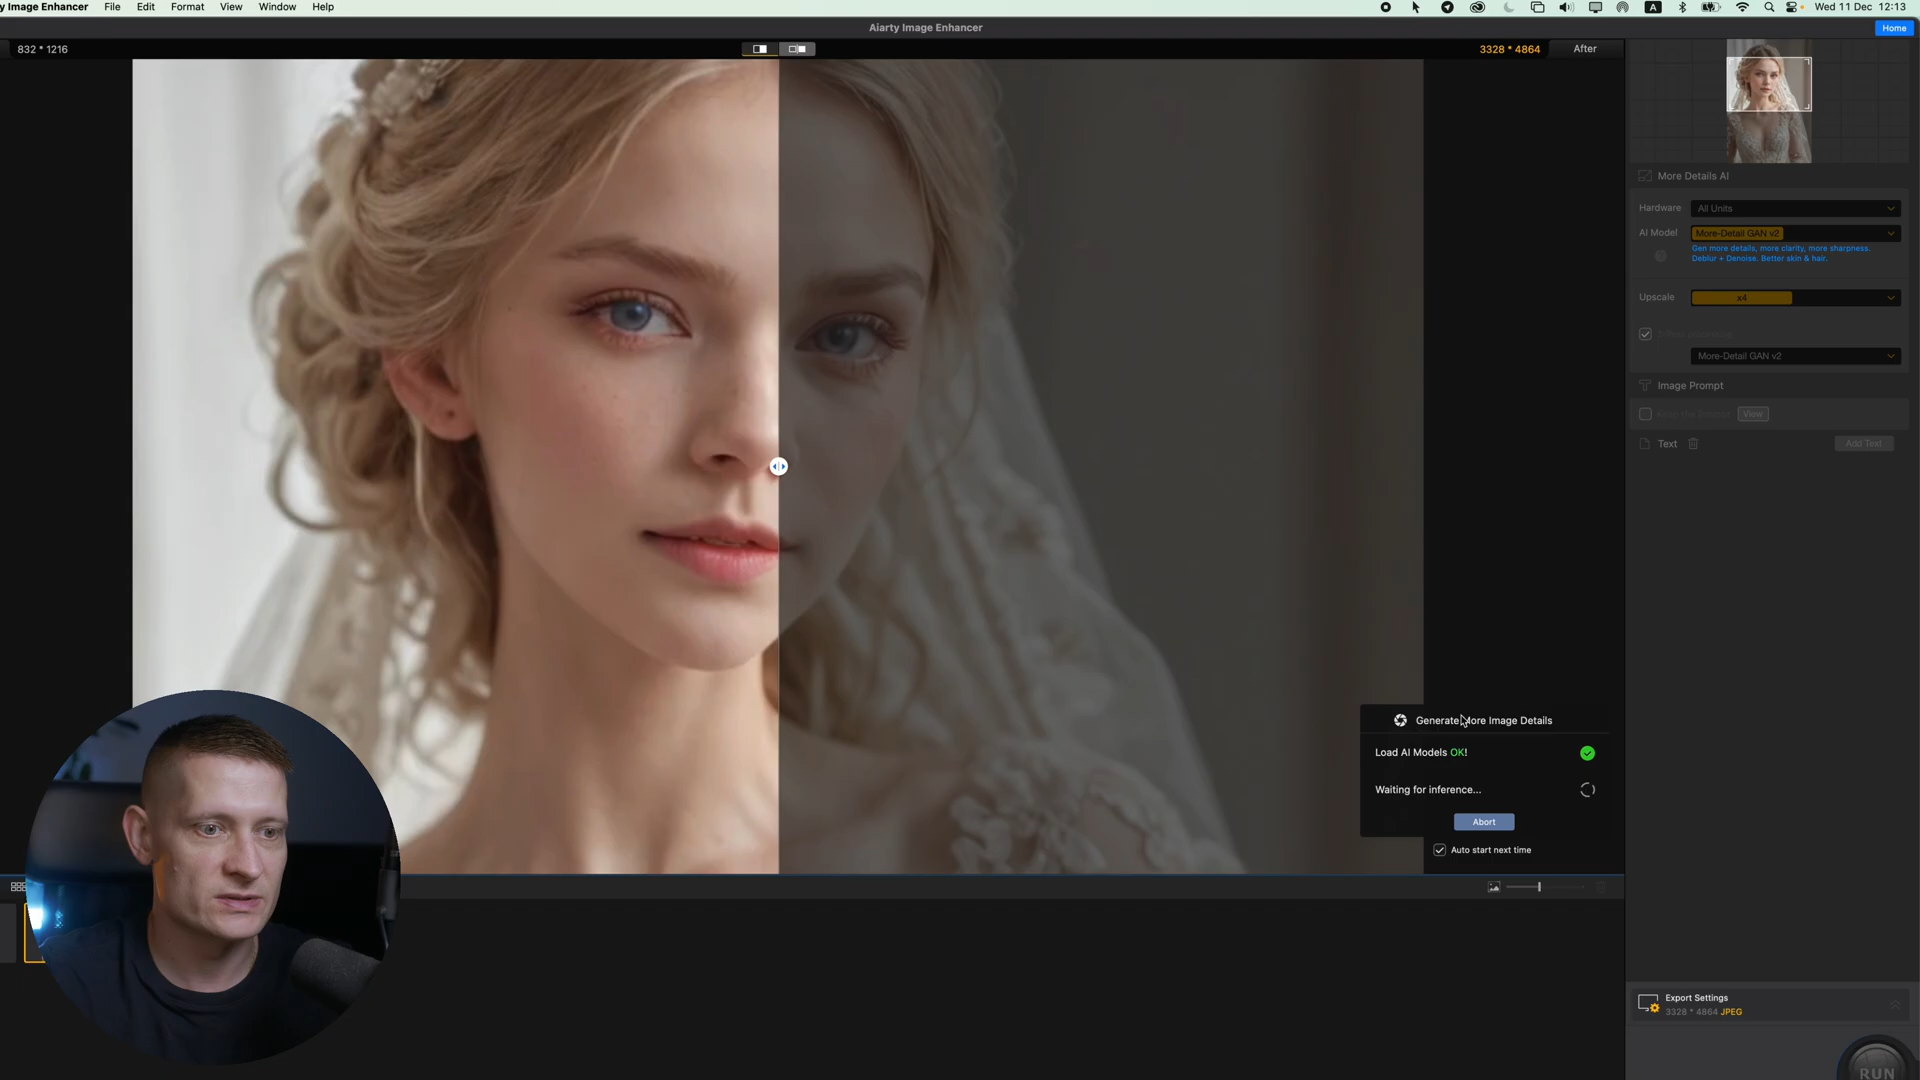 y Image Enhancer File Edit Format View Window Help A Wed 11 Dec 12:13
Aiarty Image Enhancer Home
832 * 1216 3328 * 4864 After
More Details AI
Hardware All Units
AI Model More-Detail GAN v2
Gen more details, more clarity, more sharpness.
Deblur + Denoise. Better skin & hair.
Upscale x4
More-Detail GAN v2
Image Prompt
View
Text Add Text
Generate More Image Details
Load AI Models OK!
Waiting for inference...
Abort
Auto start next time
Export Settings
3328 * 4864 JPEG
RUN